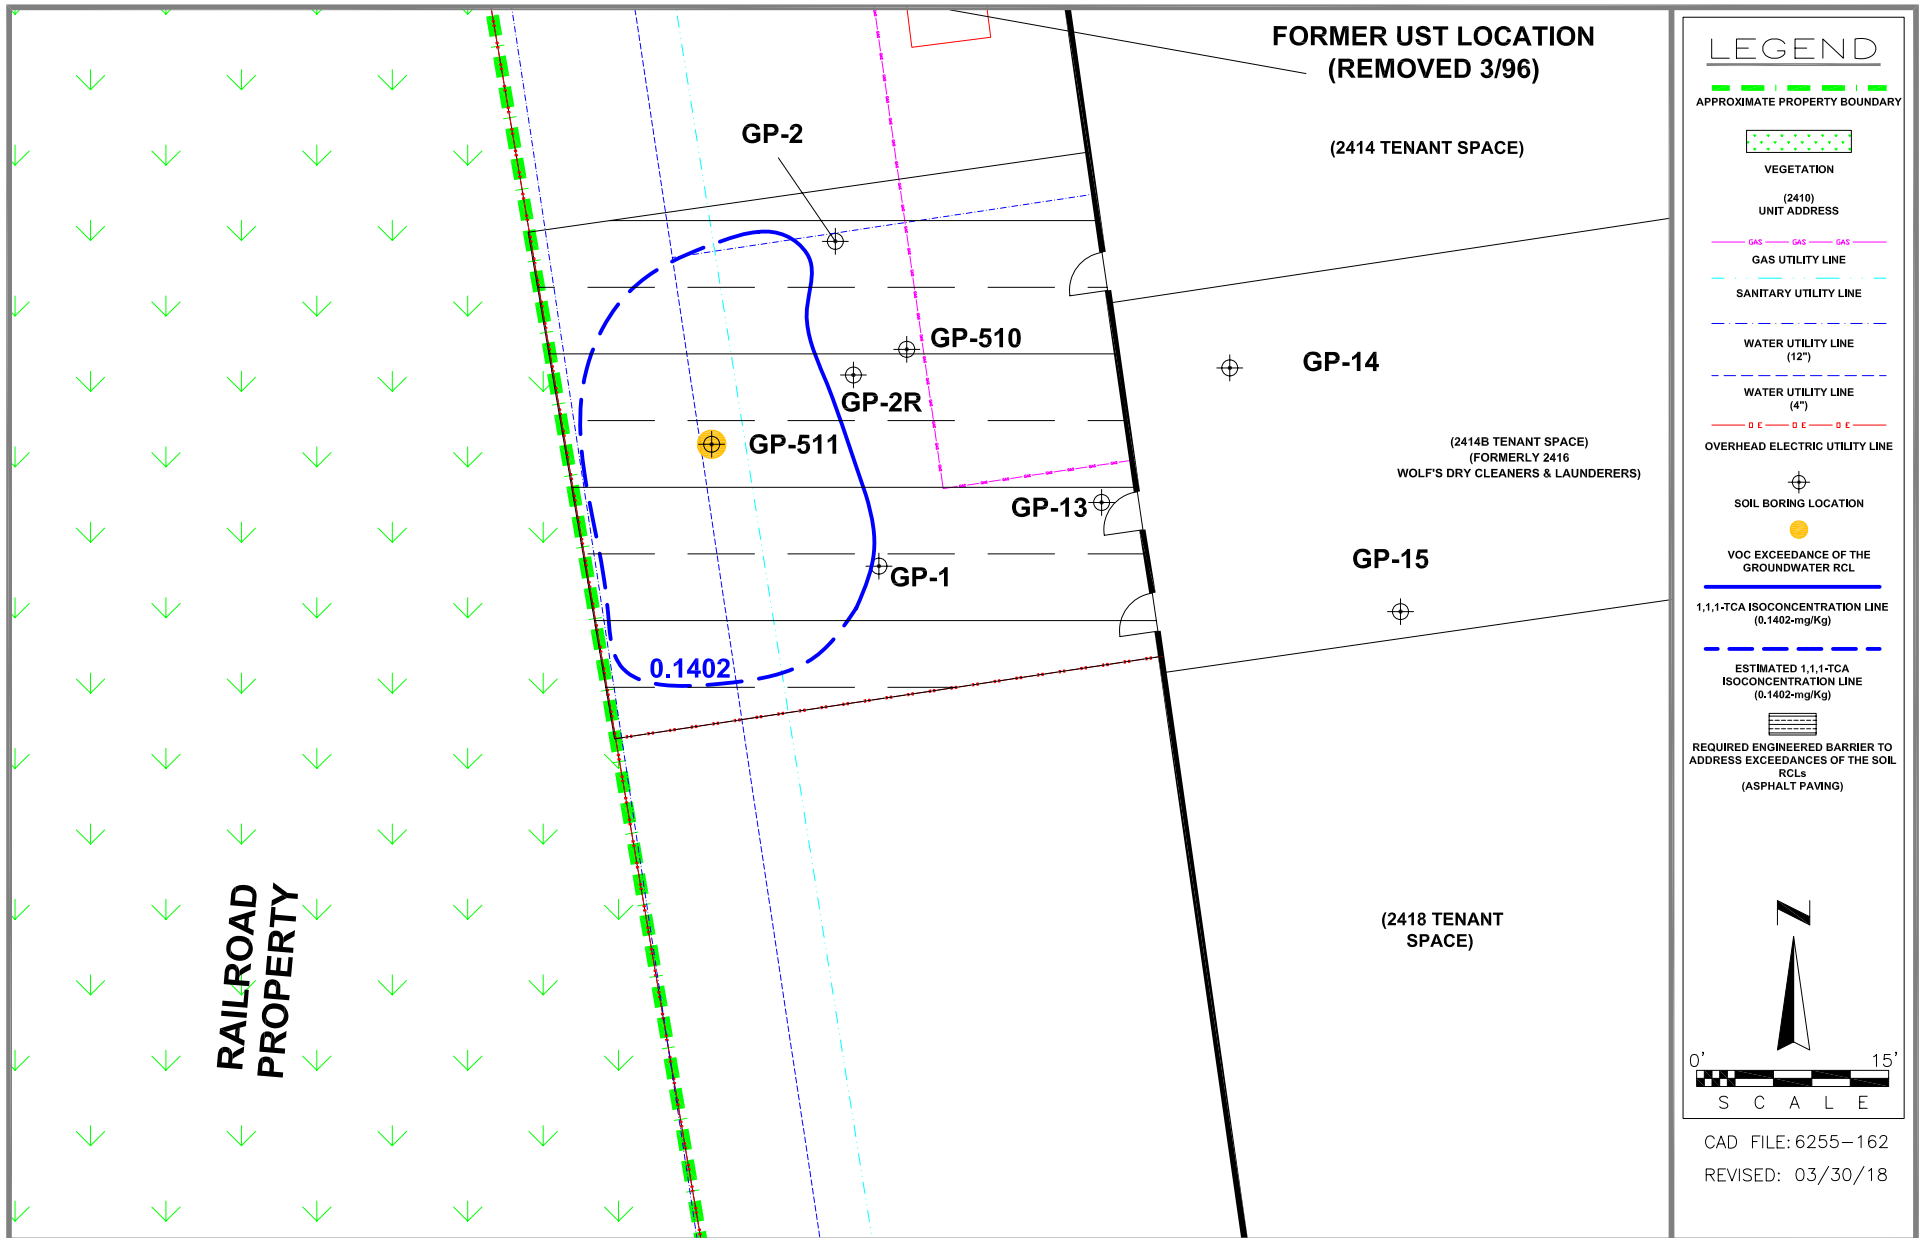 FORMER UST LOCATION
(REMOVED 3/96)
GP-2
(2414 TENANT SPACE)
GP-510
GP-14
GP-2R
GP-511
(2414B TENANT SPACE)
(FORMERLY 2416
WOLF'S DRY CLEANERS & LAUNDERERS)
GP-13
GP-15
GP-1
0.1402
(2418 TENANT
SPACE)
RAILROAD
PROPERTY
LEGEND
APPROXIMATE PROPERTY BOUNDARY
VEGETATION
(2410)
UNIT ADDRESS
GAS GAS GAS
GAS UTILITY LINE
SANITARY UTILITY LINE
WATER UTILITY LINE
(12")
WATER UTILITY LINE
(4")
O E O E O E
OVERHEAD ELECTRIC UTILITY LINE
SOIL BORING LOCATION
VOC EXCEEDANCE OF THE
GROUNDWATER RCL
1,1,1-TCA ISOCONCENTRATION LINE
(0.1402-mg/Kg)
ESTIMATED 1,1,1-TCA
ISOCONCENTRATION LINE
(0.1402-mg/Kg)
REQUIRED ENGINEERED BARRIER TO
ADDRESS EXCEEDANCES OF THE SOIL
RCLs
(ASPHALT PAVING)
N
0' 15'
S C A L E
CAD FILE: 6255-162
REVISED: 03/30/18